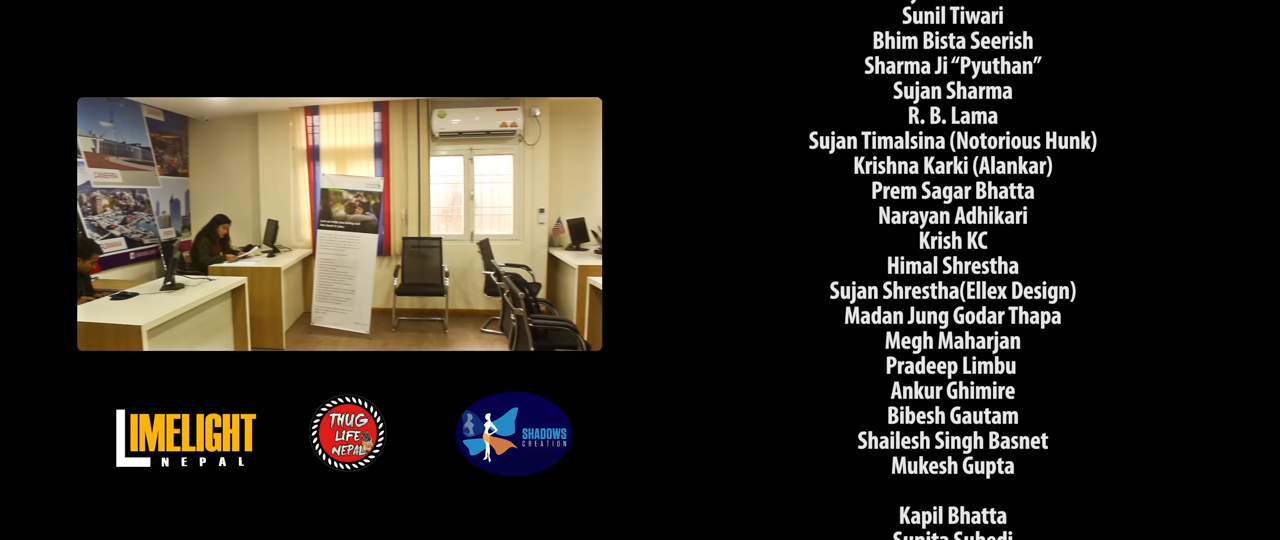 CANBERRA
LIMELIGHT
NEPAL
THUG
LIFE
NEPAL
SHADOWS
CREATION
Sunil Tiwari
Bhim Bista Seerish
Sharma Ji “Pyuthan”
Sujan Sharma
R. B. Lama
Sujan Timalsina (Notorious Hunk)
Krishna Karki (Alankar)
Prem Sagar Bhatta
Narayan Adhikari
Krish KC
Himal Shrestha
Sujan Shrestha(Ellex Design)
Madan Jung Godar Thapa
Megh Maharjan
Pradeep Limbu
Ankur Ghimire
Bibesh Gautam
Shailesh Singh Basnet
Mukesh Gupta
Kapil Bhatta
Sunita Subedi